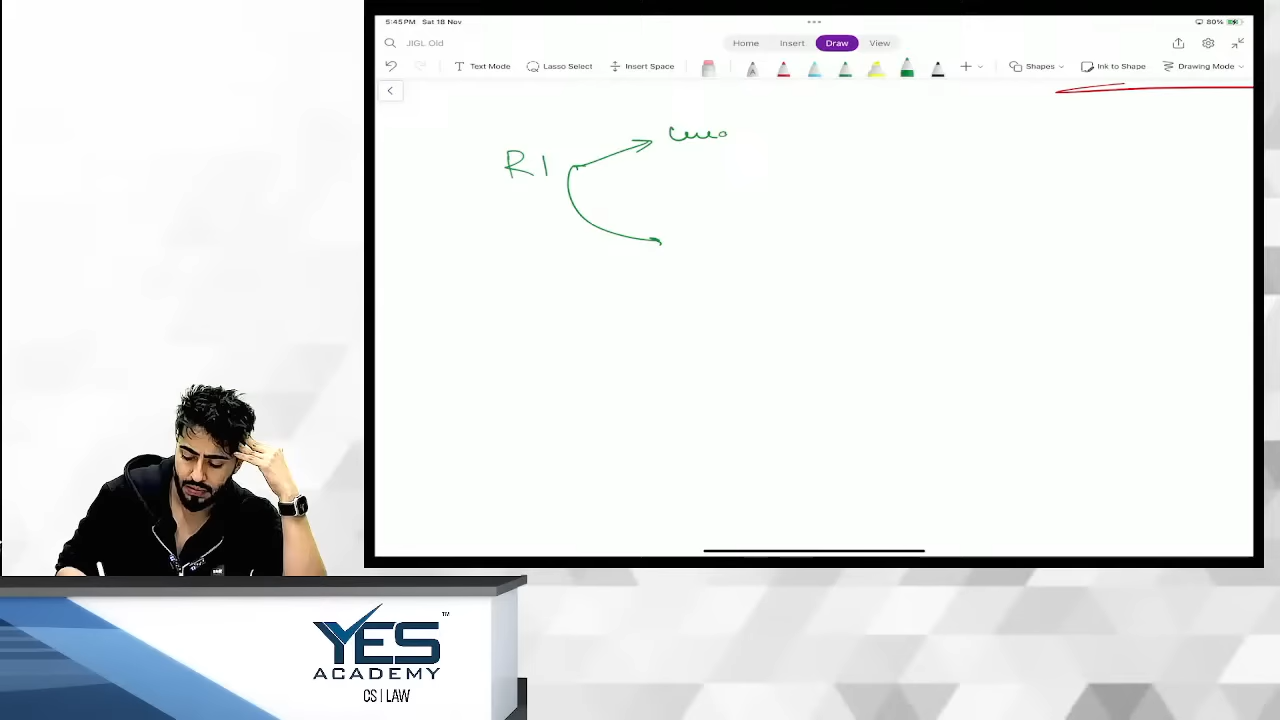 5:45 PM Sat 18 Nov
80%
JIGL Old
Home Insert Draw View
Text Mode Lasso Select Insert Space
Shapes Ink to Shape Drawing Mode
R1
YES™
ACADEMY
CS | LAW